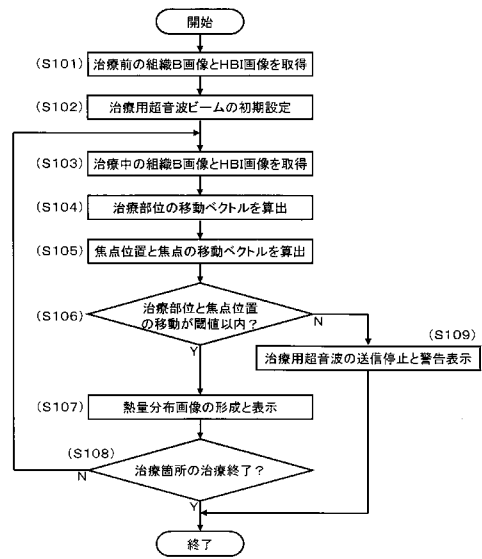 開始
(S101)
治療前の組織B画像とHBI画像を取得
(S102)
治療用超音波ビームの初期設定
(S103)
治療中の組織B画像とHBI画像を取得
(S104)
治療部位の移動ベクトルを算出
(S105)
焦点位置と焦点の移動ベクトルを算出
(S106)
治療部位と焦点位置
の移動が閾値以内?
N
Y
(S109)
治療用超音波の送信停止と警告表示
(S107)
熱量分布画像の形成と表示
(S108)
治療箇所の治療終了?
N
Y
終了